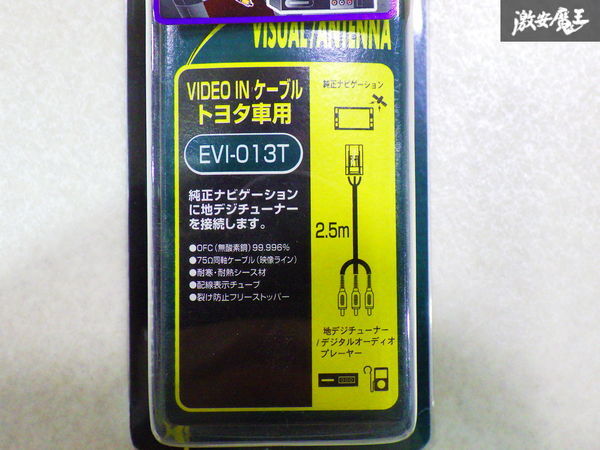 激安魔王
VISUAL/ANTENNA
VIDEO IN ケーブル
トヨタ車用
EVI-013T
純正ナビゲーション
に地デジチューナー
を接続します。
●OFC(無酸素銅)99.996%
●75Ω同軸ケーブル(映像ライン)
●耐寒・耐熱シース材
●配線表示チューブ
●裂け防止フリーストッパー
純正ナビゲーション
2.5m
地デジチューナー
/デジタルオーディオ
プレーヤー